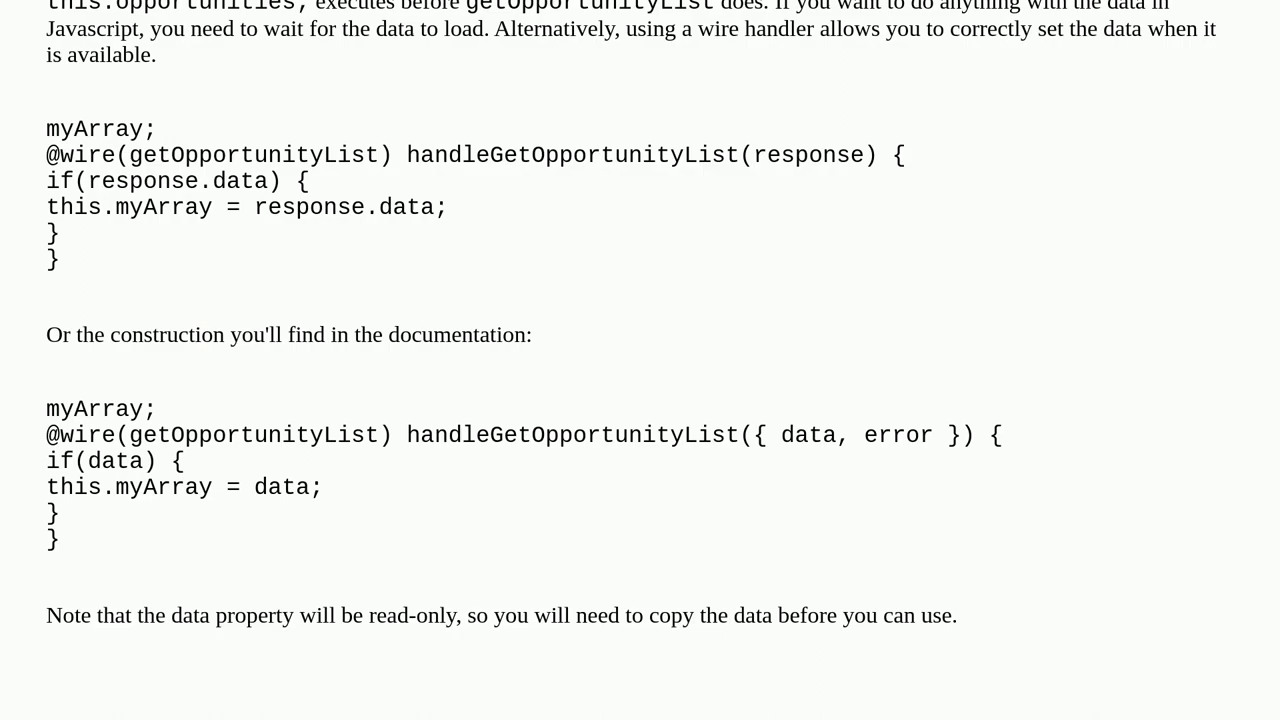 this.opportunities; executes before getOpportunityList does. If you want to do anything with the data in
Javascript, you need to wait for the data to load. Alternatively, using a wire handler allows you to correctly set the data when it
is available.
myArray;
@wire(getOpportunityList) handleGetOpportunityList(response) {
if(response.data) {
this.myArray = response.data;
}
}
Or the construction you'll find in the documentation:
myArray;
@wire(getOpportunityList) handleGetOpportunityList({ data, error }) {
if(data) {
this.myArray = data;
}
}
Note that the data property will be read-only, so you will need to copy the data before you can use.